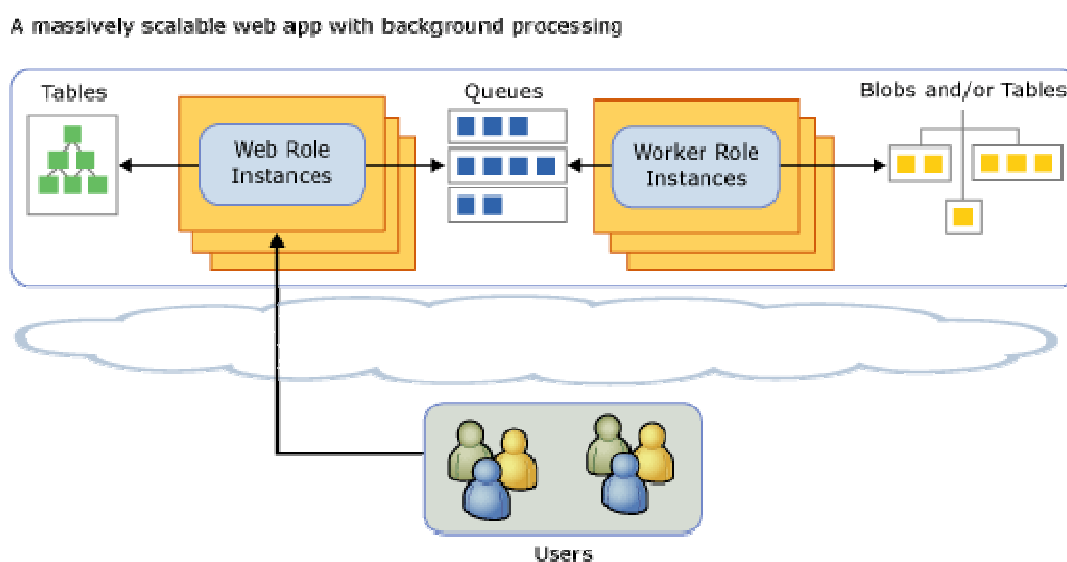 A massively scalable web app with background processing
Tables
Queues
Blobs and/or Tables
Web Role
Instances
Worker Role
Instances
Users